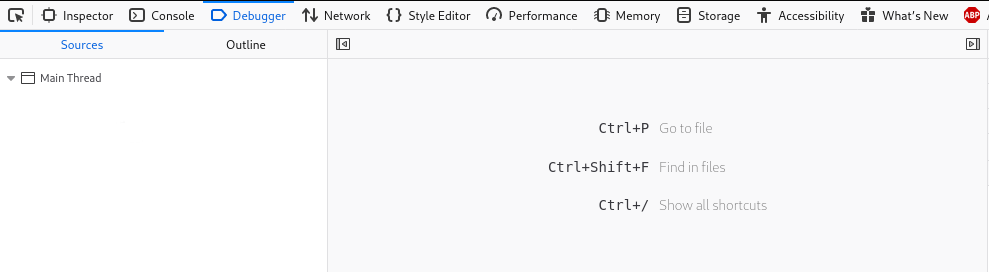 Inspector Console Debugger Network Style Editor Performance Memory Storage Accessibility What's New ABP
Sources Outline
Main Thread
Ctrl+P Go to file
Ctrl+Shift+F Find in files
Ctrl+/ Show all shortcuts